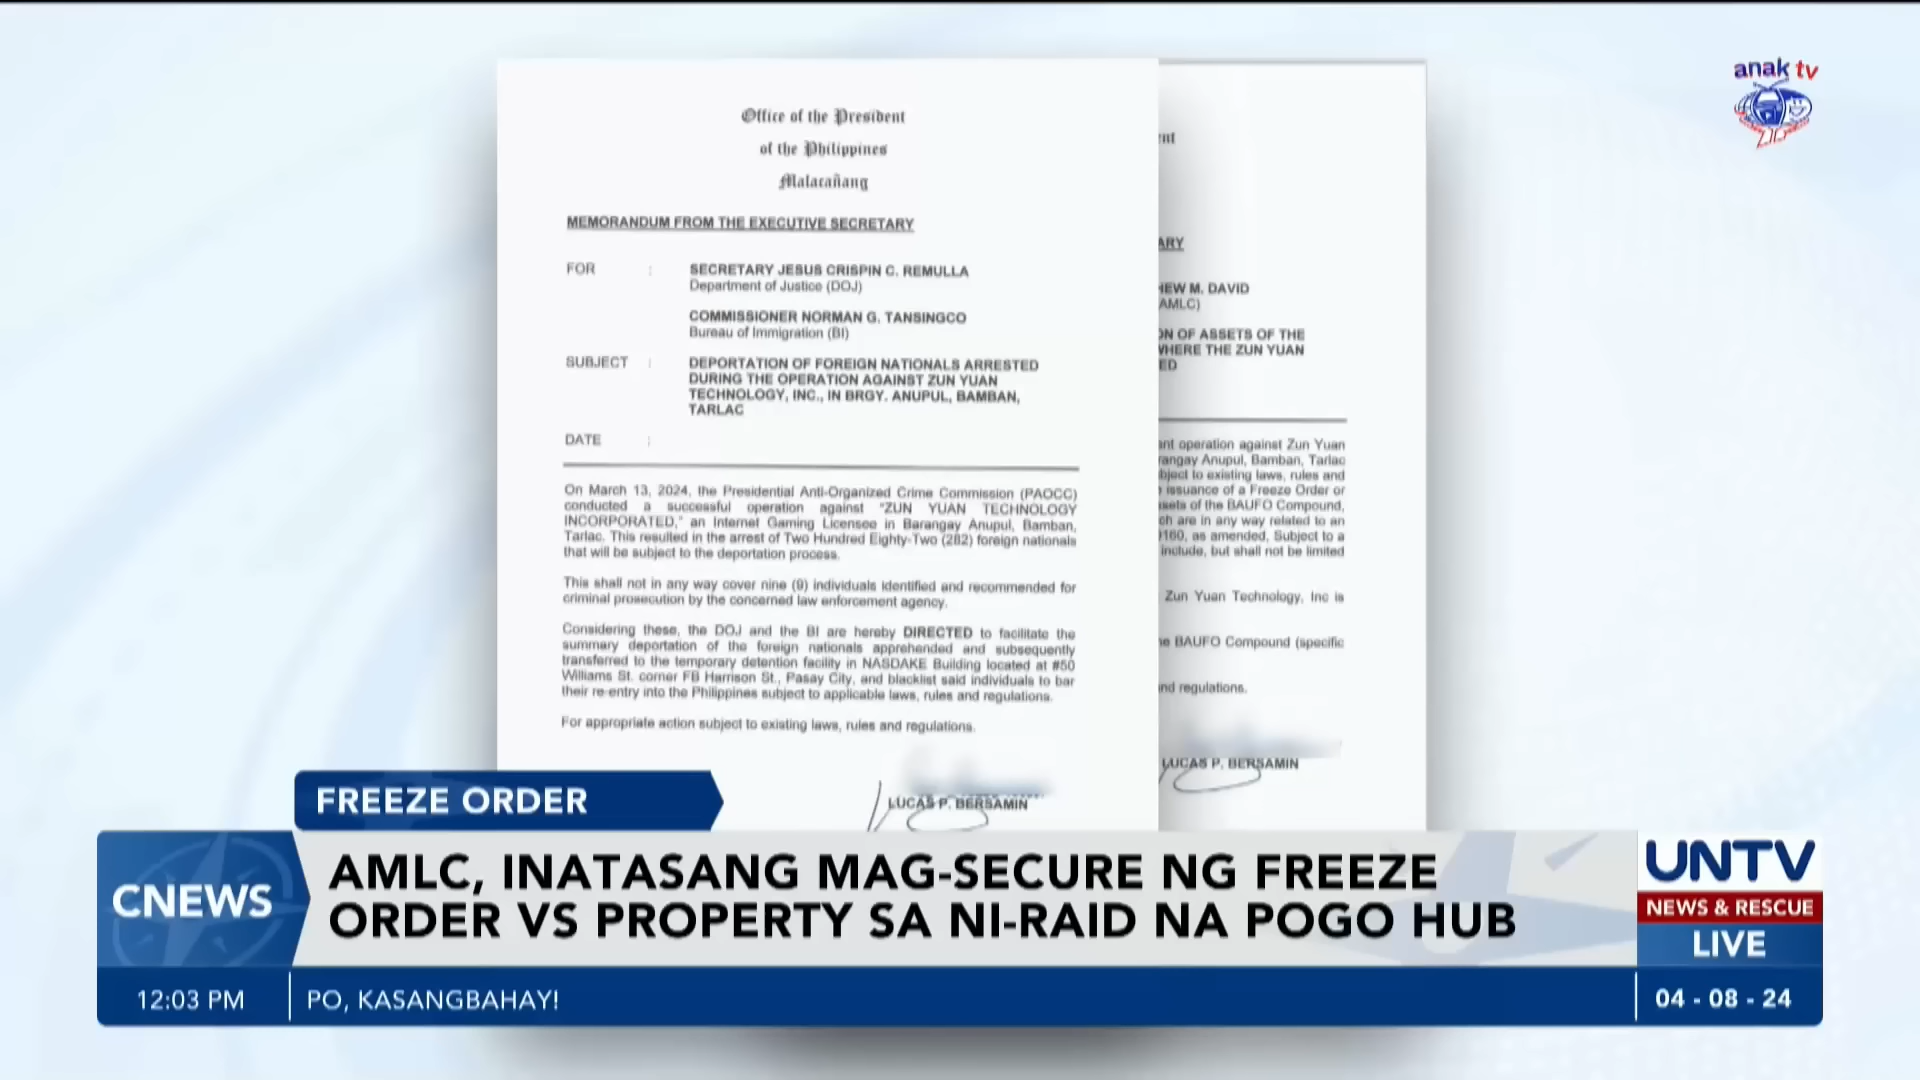 anak tv
Office of the President
of the Philippines
Malacañang
MEMORANDUM FROM THE EXECUTIVE SECRETARY
FOR : SECRETARY JESUS CRISPIN C. REMULLA
Department of Justice (DOJ)
COMMISSIONER NORMAN G. TANSINGCO
Bureau of Immigration (BI)
SUBJECT : DEPORTATION OF FOREIGN NATIONALS ARRESTED
DURING THE OPERATION AGAINST ZUN YUAN
TECHNOLOGY, INC., IN BRGY. ANUPUL, BAMBAN,
TARLAC
DATE :
On March 13, 2024, the Presidential Anti-Organized Crime Commission (PAOCC)
conducted a successful operation against "ZUN YUAN TECHNOLOGY
INCORPORATED," an Internet Gaming Licensee in Barangay Anupul, Bamban,
Tarlac. This resulted in the arrest of Two Hundred Eighty-Two (282) foreign nationals
that will be subject to the deportation process.
This shall not in any way cover nine (9) individuals identified and recommended for
criminal prosecution by the concerned law enforcement agency.
Considering these, the DOJ and the BI are hereby DIRECTED to facilitate the
summary deportation of the foreign nationals apprehended and subsequently
transferred to the temporary detention facility in NASDAKE Building located at #50
Williams St. corner FB Harrison St., Pasay City, and blacklist said individuals to bar
their re-entry into the Philippines subject to applicable laws, rules and regulations.
For appropriate action subject to existing laws, rules and regulations.
LUCAS P. BERSAMIN
nt
ARY
HEW M. DAVID
AMLC)
ON OF ASSETS OF THE
WHERE THE ZUN YUAN
ED
ant operation against Zun Yuan
rangay Anupul, Bamban, Tarlac
bject to existing laws, rules and
issuance of a Freeze Order or
sets of the BAUFO Compound,
ch are in any way related to an
9160, as amended, Subject to a
include, but shall not be limited
Zun Yuan Technology, Inc is
he BAUFO Compound (specific
nd regulations.
LUCAS P. BERSAMIN
FREEZE ORDER
CNEWS
AMLC, INATASANG MAG-SECURE NG FREEZE
ORDER VS PROPERTY SA NI-RAID NA POGO HUB
UNTV
NEWS & RESCUE
LIVE
12:03 PM
PO, KASANGBAHAY!
04 - 08 - 24